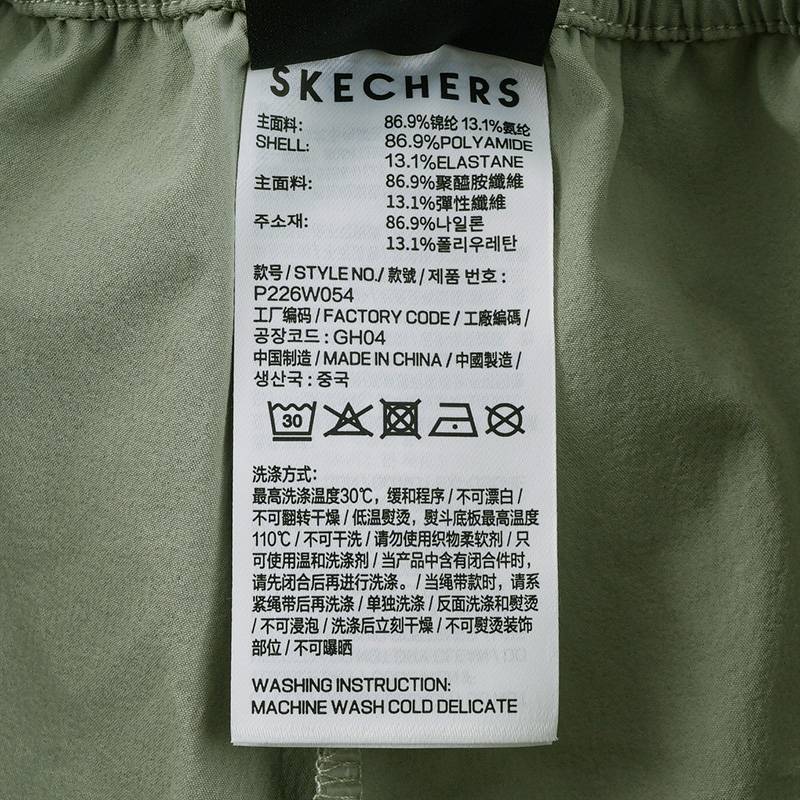 SKECHERS
主面料: 86.9%锦纶 13.1%氨纶
SHELL: 86.9%POLYAMIDE
13.1%ELASTANE
主面料: 86.9%聚醯胺纖維
13.1%彈性纖維
주소재: 86.9%나일론
13.1%폴리우레탄
款号 / STYLE NO./ 款號 / 제품 번호 :
P226W054
工厂编码 / FACTORY CODE / 工廠編碼 /
공장코드 : GH04
中国制造 / MADE IN CHINA / 中國製造 /
생산국 : 중국
30
洗涤方式:
最高洗涤温度30℃，缓和程序 / 不可漂白 /
不可翻转干燥 / 低温熨烫，熨斗底板最高温度
110℃ / 不可干洗 / 请勿使用织物柔软剂 / 只
可使用温和洗涤剂 / 当产品中含有闭合件时，
请先闭合后再进行洗涤。 / 当绳带款时，请系
紧绳带后再洗涤 / 单独洗涤 / 反面洗涤和熨烫
/ 不可浸泡 / 洗涤后立刻干燥 / 不可熨烫装饰
部位 / 不可曝晒
WASHING INSTRUCTION:
MACHINE WASH COLD DELICATE